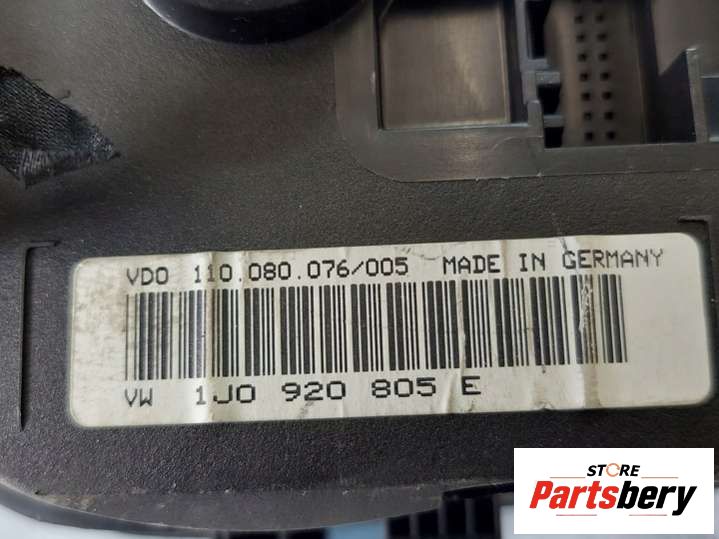 VDO 110.080.076/005 MADE IN GERMANY
VW 1J0 920 805 E
STORE
Partsbery